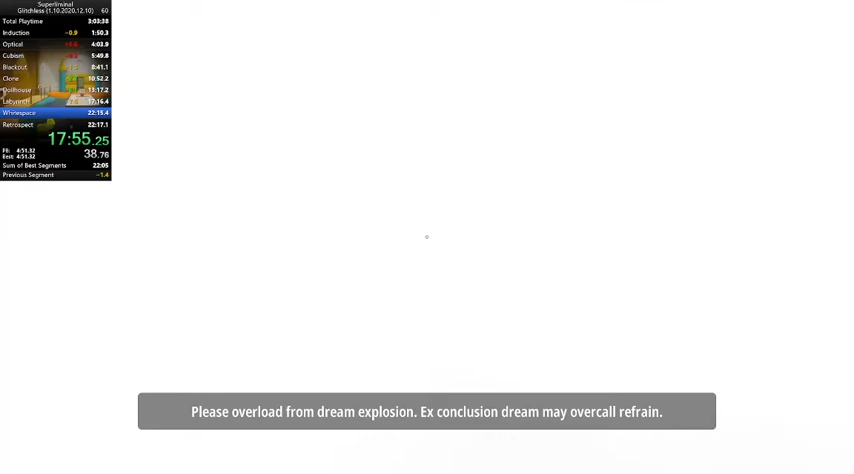 Superliminal
Glitchless (1.10.2020.12.10) 60
Total Playtime 3:03:38
Induction −0.9 1:50.3
Optical 4:03.9
Cubism 5:49.8
Blackout 8:41.1
Clone 10:52.2
Dollhouse 13:17.2
Labyrinth 17:16.4
Whitespace 22:15.4
Retrospect 22:17.1
17:55.25
PB: 4:51.32
Best: 4:51.32
38.76
Sum of Best Segments 22:05
Previous Segment −1.4
Please overload from dream explosion. Ex conclusion dream may overcall refrain.